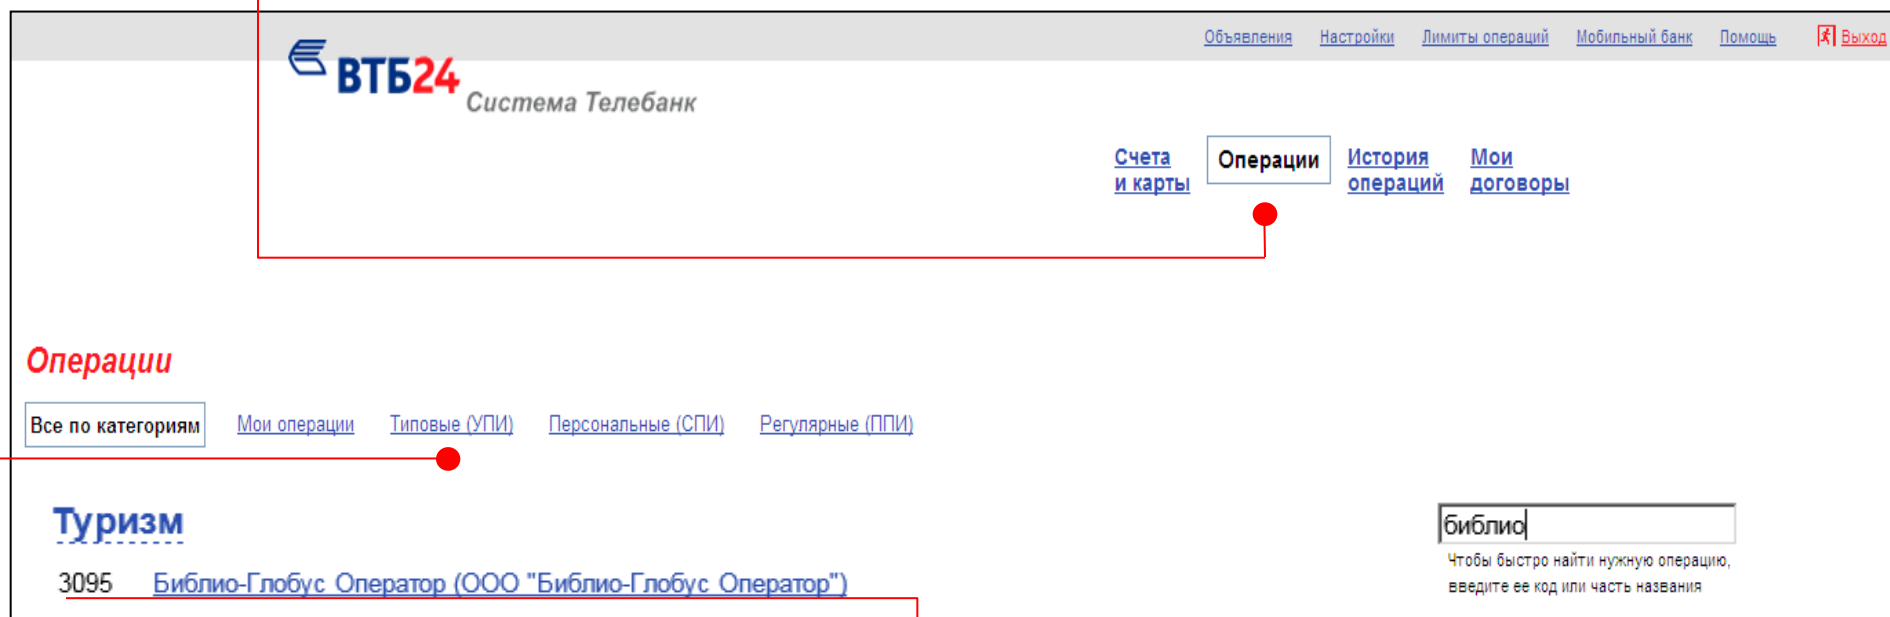 Объявления Настройки Лимиты операций Мобильный банк Помощь Выход
ВТБ24
Система Телебанк
Счета и карты
Операции
История операций
Мои договоры
Операции
Все по категориям Мои операции Типовые (УПИ) Персональные (СПИ) Регулярные (ППИ)
Туризм
библио
Чтобы быстро найти нужную операцию,
введите ее код или часть названия
3095 Библио-Глобус Оператор (ООО "Библио-Глобус Оператор")